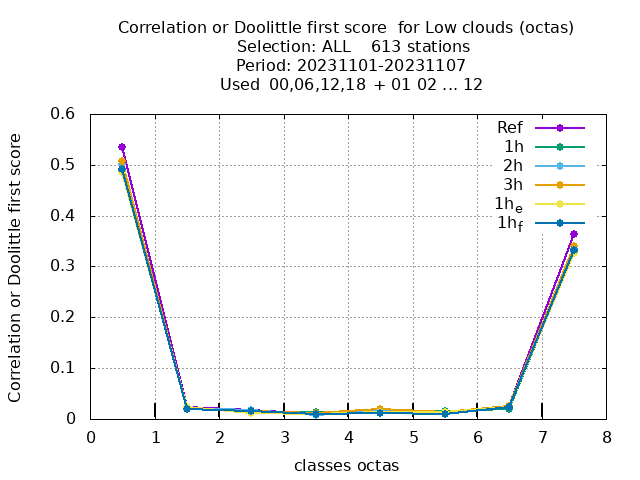 Correlation or Doolittle first score  for Low clouds (octas)
Selection: ALL    613 stations
Period: 20231101-20231107
Used  00,06,12,18  + 01 02 ... 12
Correlation or Doolittle first score
0.6
0.5
0.4
0.3
0.2
0.1
0
Ref
1h
2h
3h
1he
1hf
0 1 2 3 4 5 6 7 8
classes octas